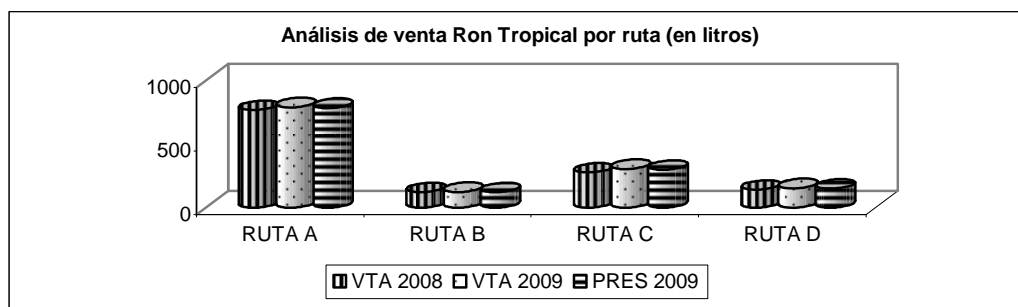 Análisis de venta Ron Tropical por ruta (en litros)
1000
500
0
RUTA A RUTA B RUTA C RUTA D
VTA 2008 VTA 2009 PRES 2009